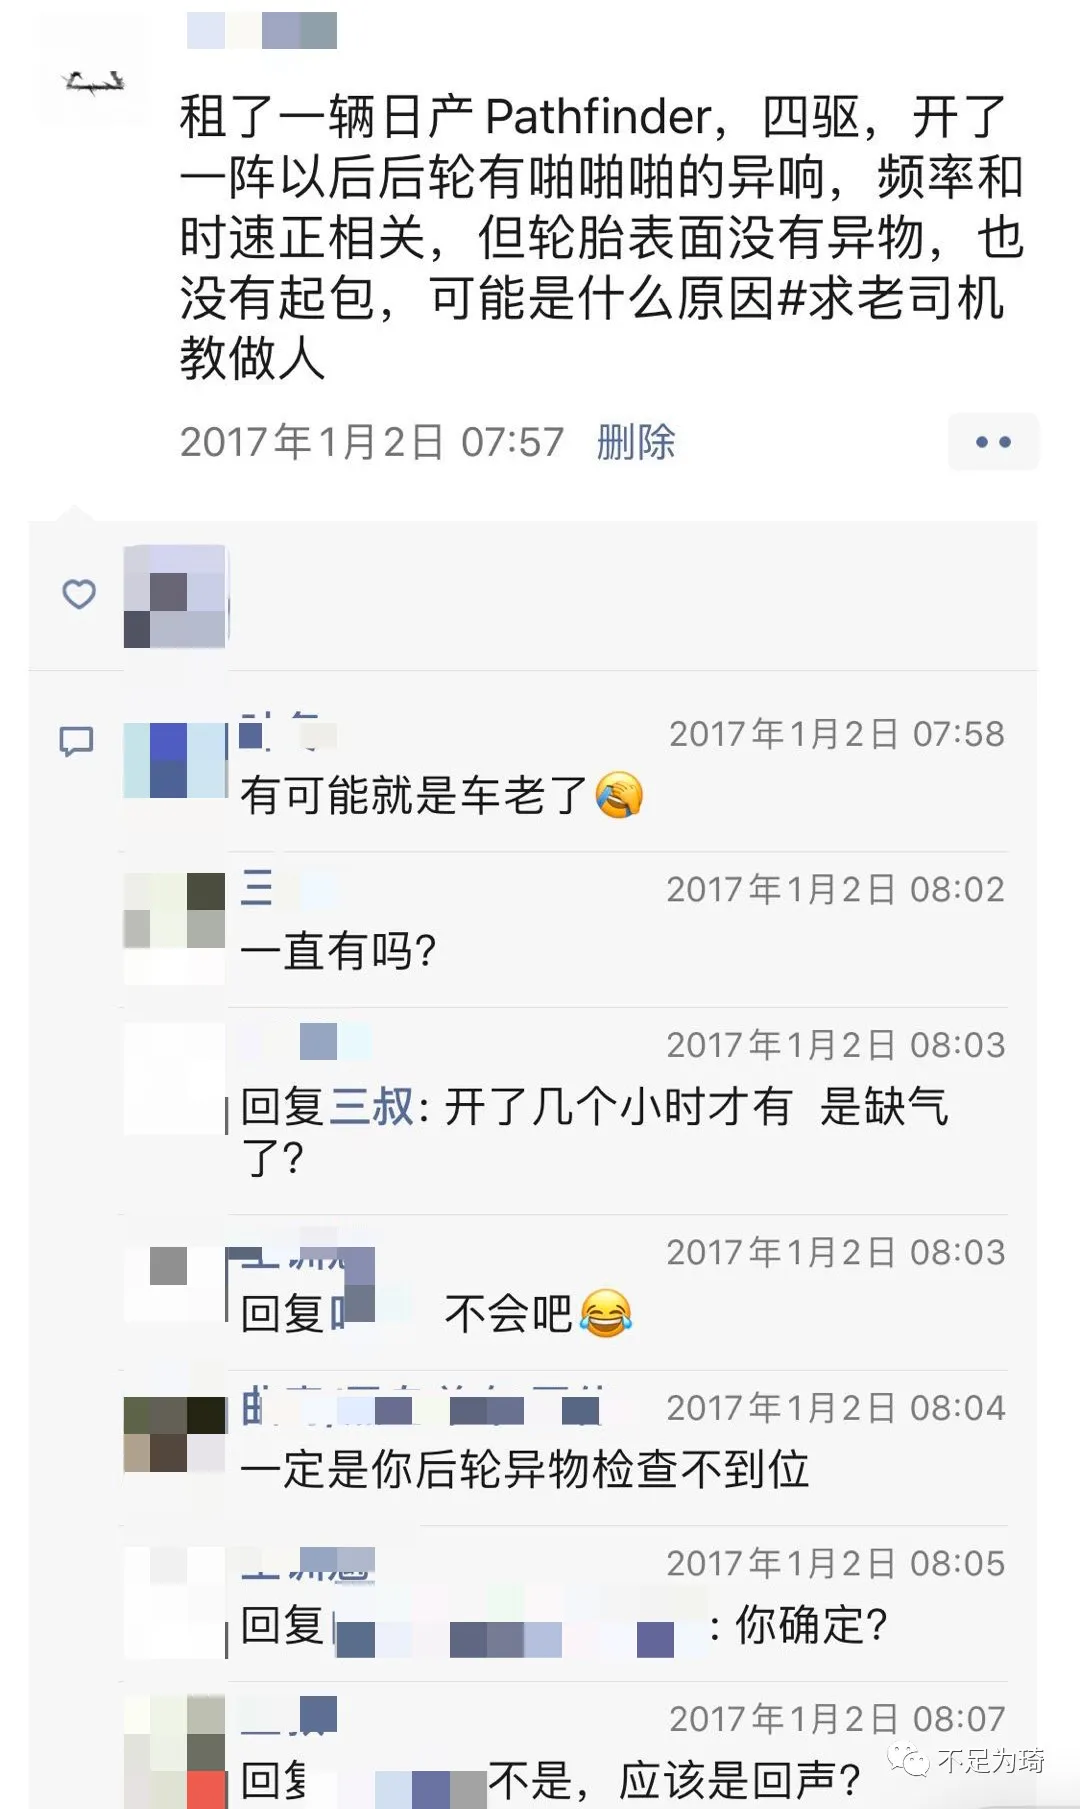 租了一辆日产Pathfinder，四驱，开了
一阵以后后轮有啪啪啪的异响，频率和
时速正相关，但轮胎表面没有异物，也
没有起包，可能是什么原因#求老司机
教做人
2017年1月2日 07:57 删除
2017年1月2日 07:58
有可能就是车老了
三
2017年1月2日 08:02
一直有吗?
2017年1月2日 08:03
回复三叔: 开了几个小时才有 是缺气
了?
2017年1月2日 08:03
回复 不会吧
2017年1月2日 08:04
一定是你后轮异物检查不到位
2017年1月2日 08:05
回复 : 你确定?
2017年1月2日 08:07
回复 不是，应该是回声?
不足为琦